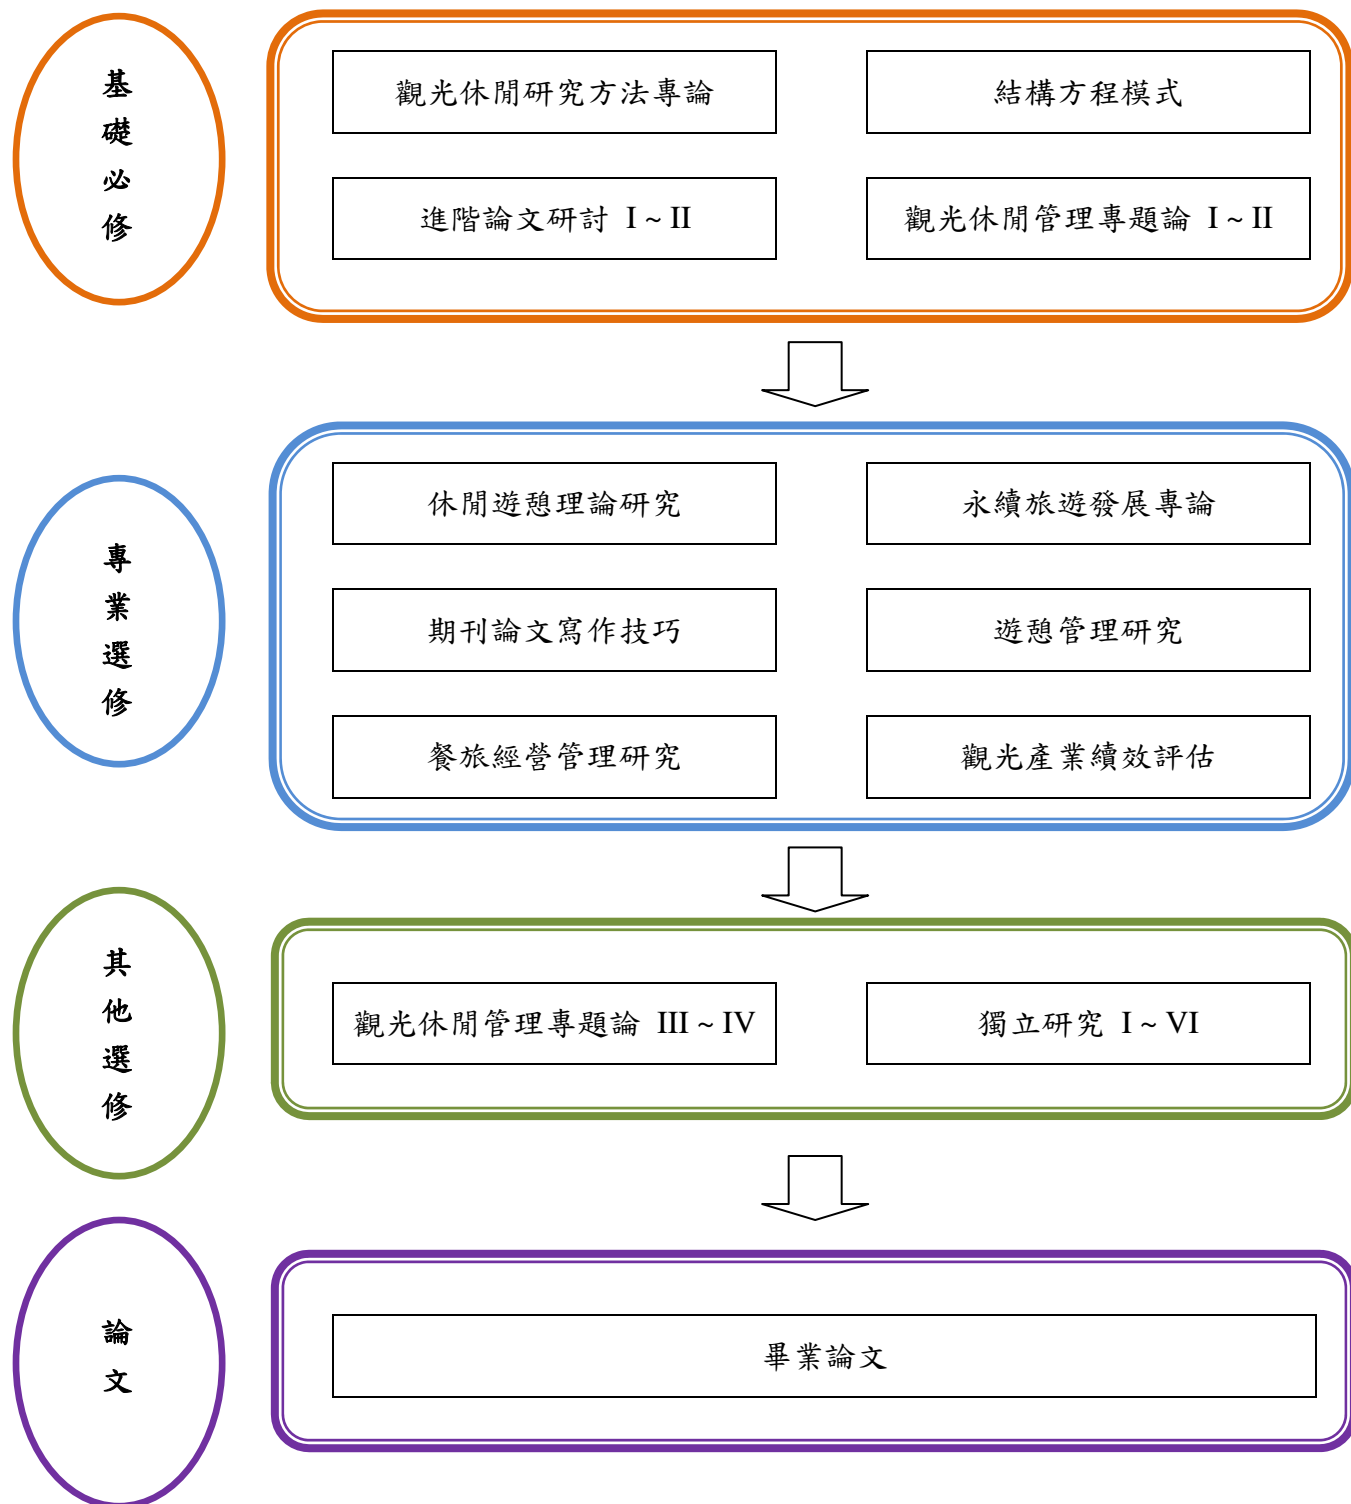 基礎必修
觀光休閒研究方法專論
結構方程模式
進階論文研討 I ~ II
觀光休閒管理專題論 I ~ II
專業選修
休閒遊憩理論研究
永續旅遊發展專論
期刊論文寫作技巧
遊憩管理研究
餐旅經營管理研究
觀光產業績效評估
其他選修
觀光休閒管理專題論 III ~ IV
獨立研究 I ~ VI
論文
畢業論文